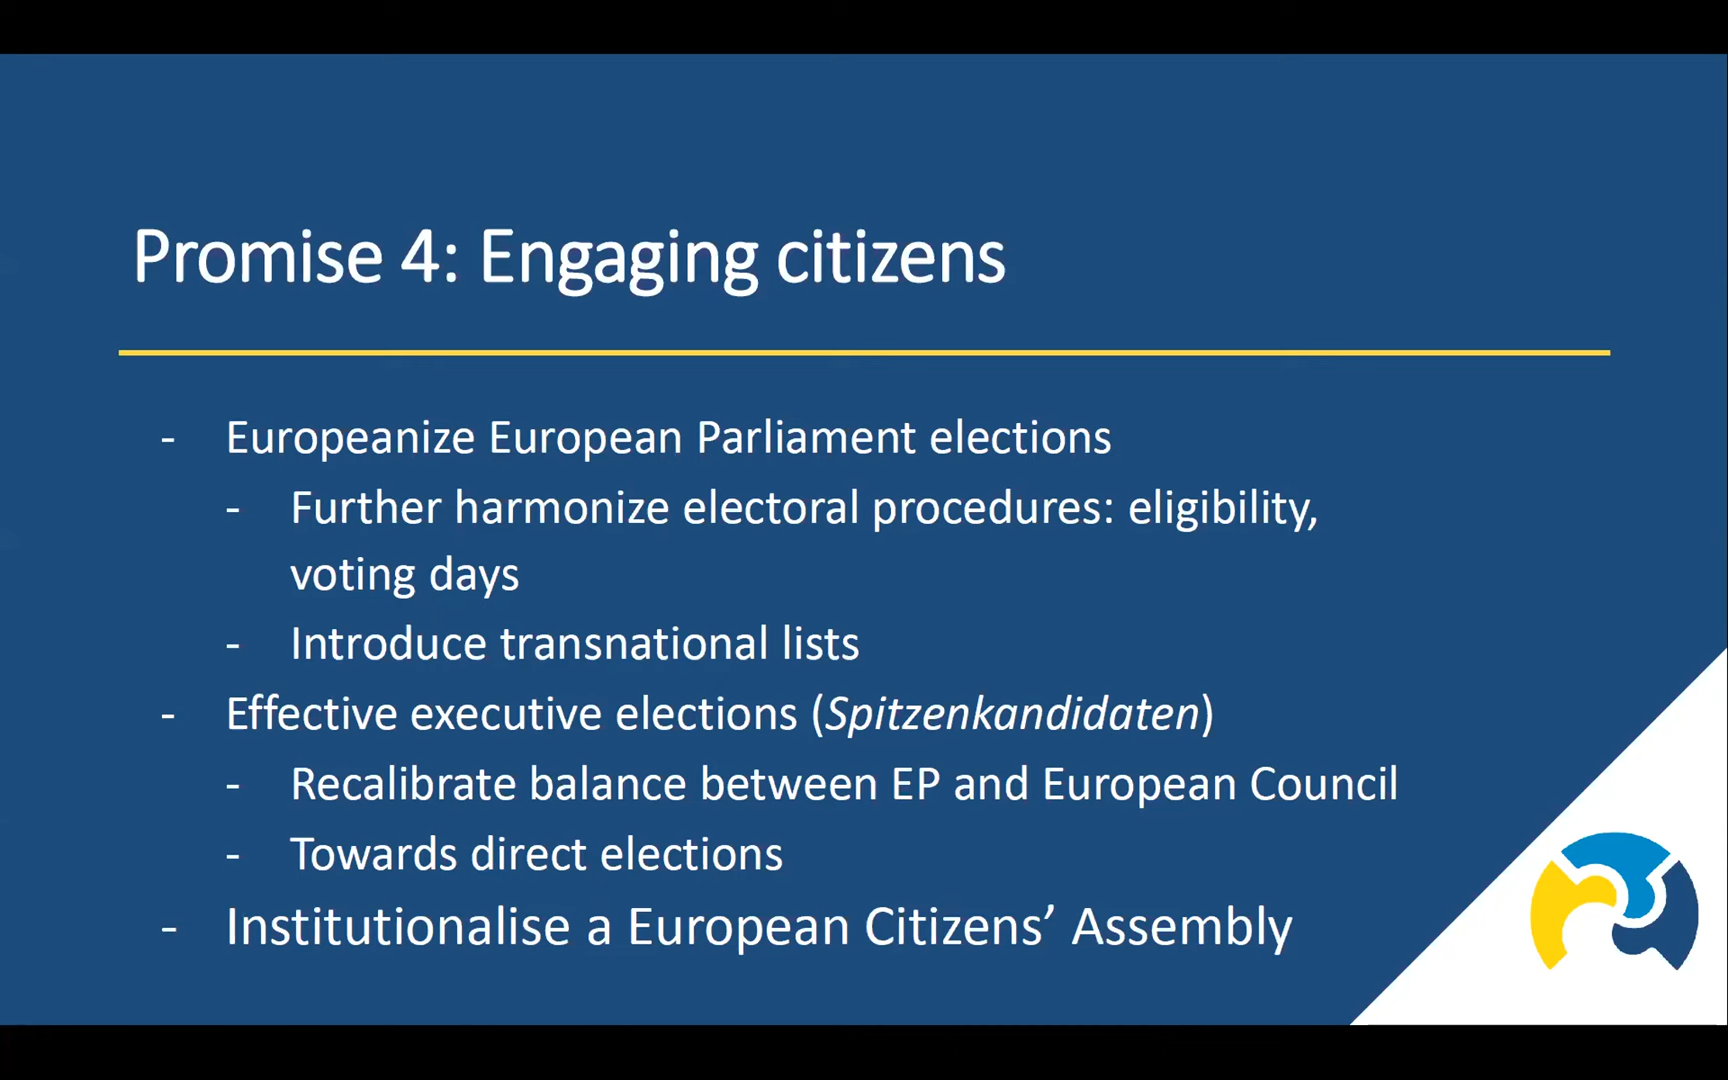 Promise 4: Engaging citizens
- Europeanize European Parliament elections
- Further harmonize electoral procedures: eligibility,
voting days
- Introduce transnational lists
- Effective executive elections (Spitzenkandidaten)
- Recalibrate balance between EP and European Council
- Towards direct elections
- Institutionalise a European Citizens’ Assembly